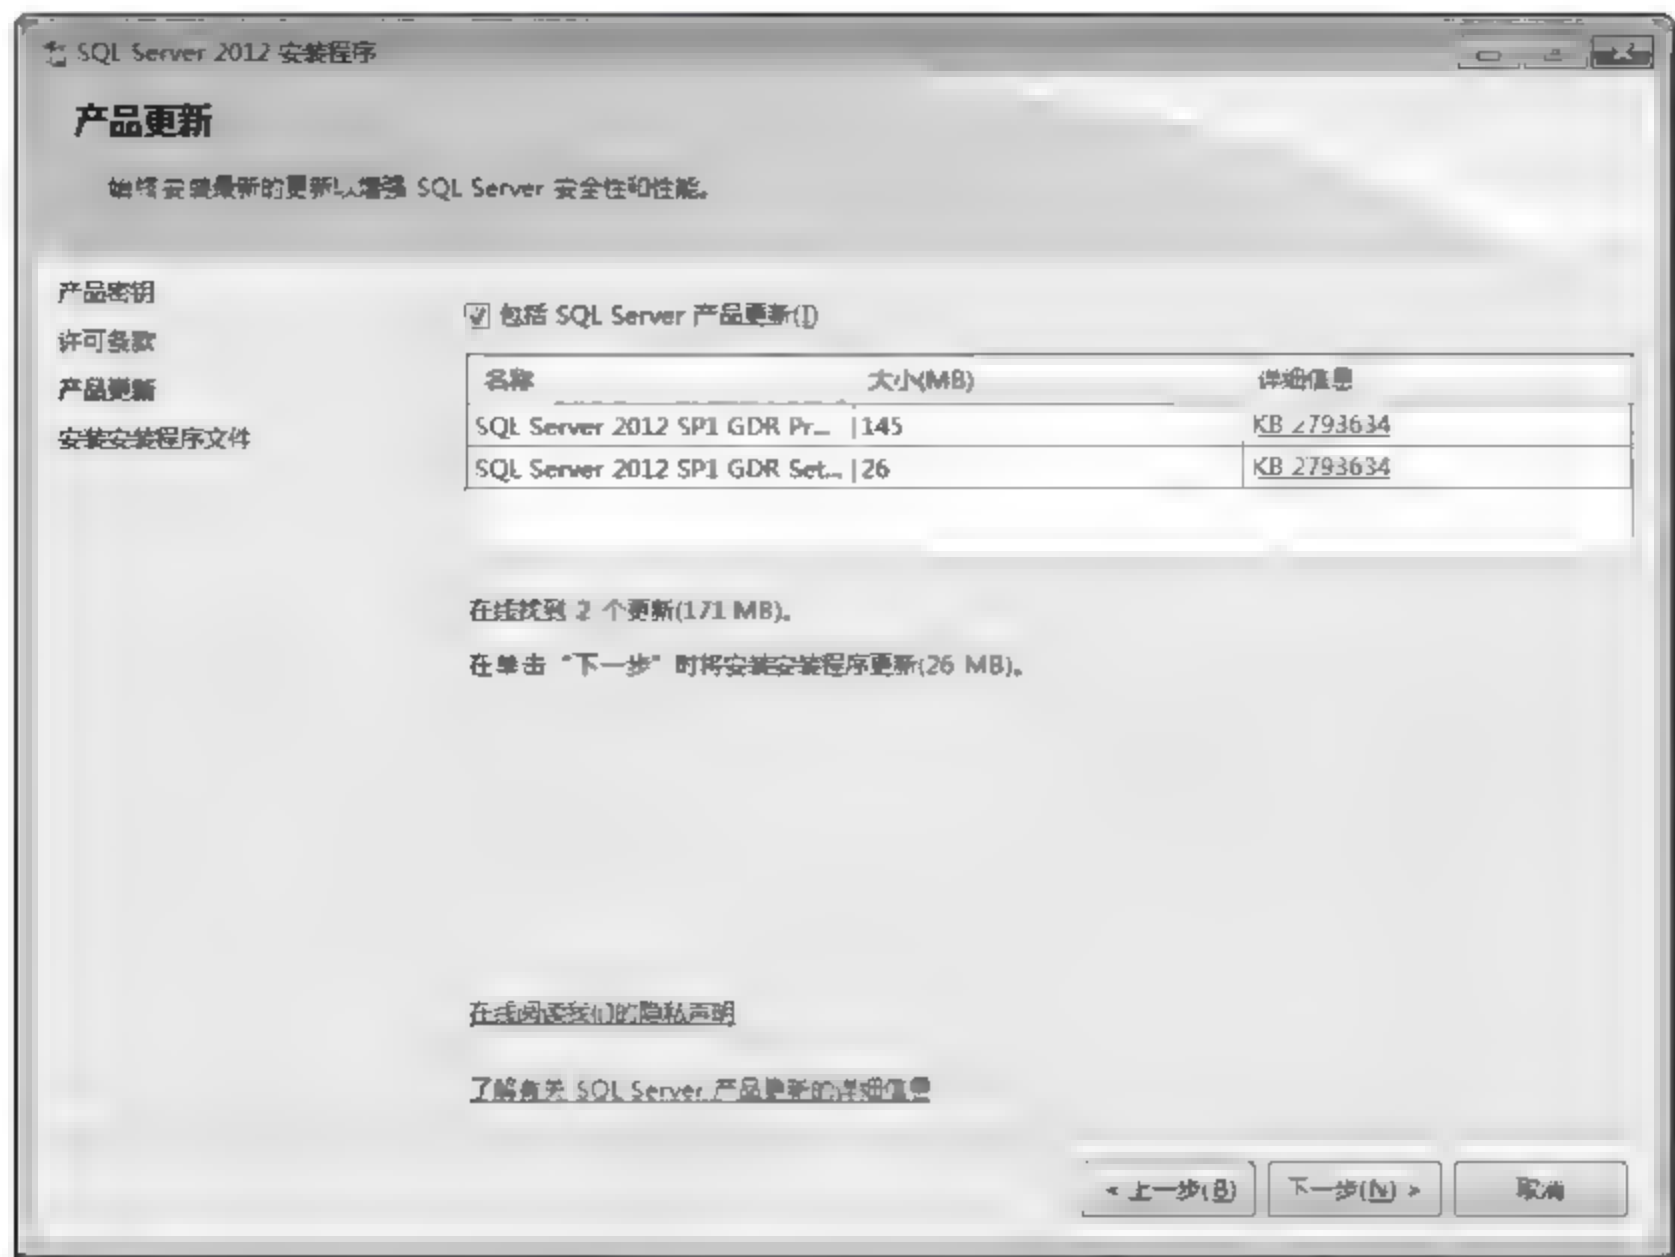 SQL Server 2012 安装程序
产品更新
始终安装最新的更新以增强 SQL Server 安全性和性能。
产品密钥
许可条款
产品更新
安装安装程序文件
包括 SQL Server 产品更新(I)
名称 大小(MB) 详细信息
SQL Server 2012 SP1 GDR Pr... 145 KB 2793634
SQL Server 2012 SP1 GDR Set... 26 KB 2793634
在线找到 2 个更新(171 MB)。
在单击“下一步”时将安装安装程序更新(26 MB)。
在线阅读我们的隐私声明
了解有关 SQL Server 产品更新的详细信息
< 上一步(B) 下一步(N) > 取消